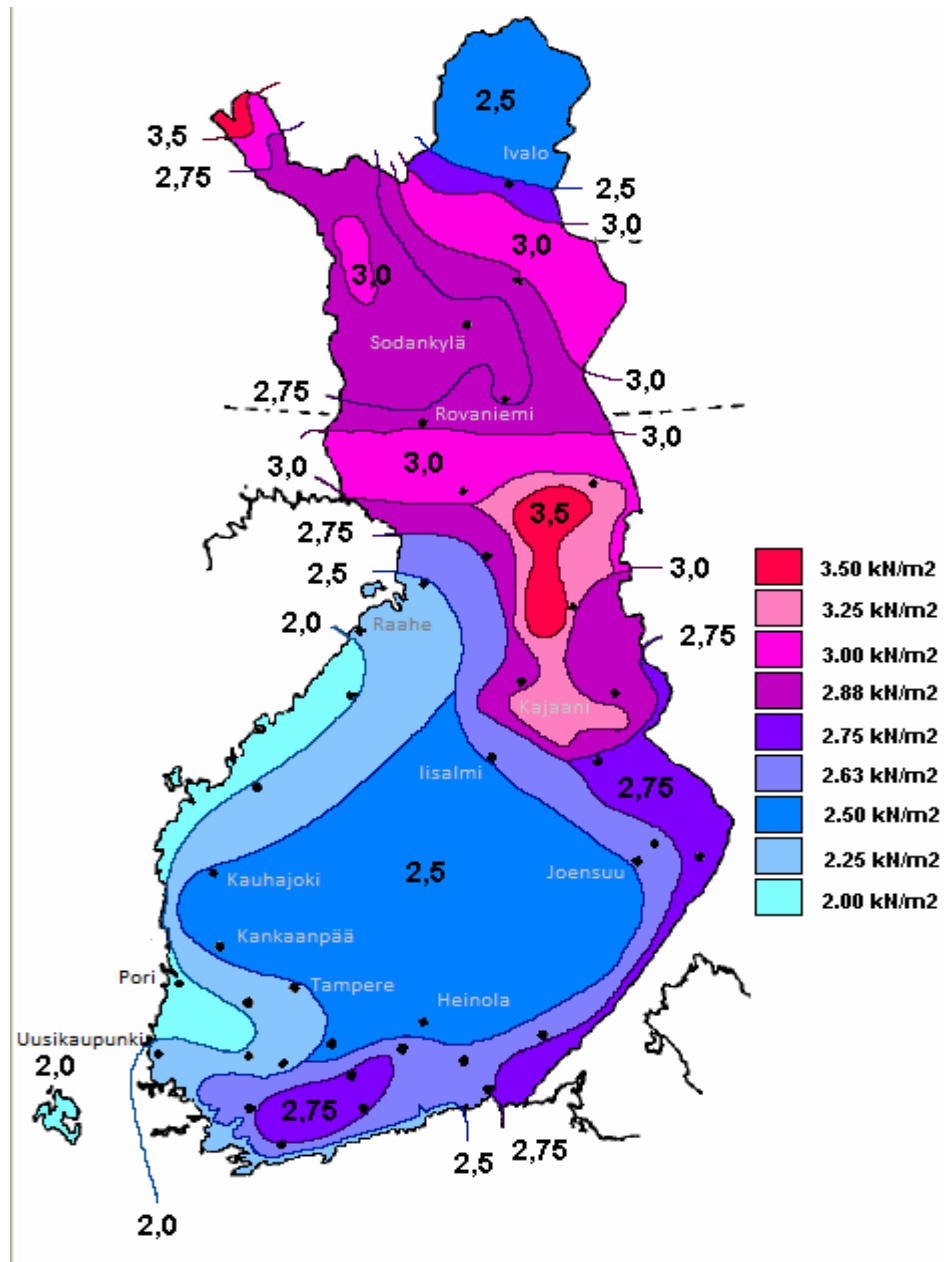 2,5
Ivalo
3,5
2,75
2,5
3,0
3,0
3,0
Sodankylä
3,0
2,75
Rovaniemi
3,0
3,0
3,0
3,5
2,75
2,5
3,0
2,0
Raahe
2,75
Kajaani
Iisalmi
2,75
Kauhajoki
2,5
Joensuu
Kankaanpää
Pori
Tampere
Heinola
Uusikaupunki
2,0
2,75
2,5
2,75
2,0
3.50 kN/m2
3.25 kN/m2
3.00 kN/m2
2.88 kN/m2
2.75 kN/m2
2.63 kN/m2
2.50 kN/m2
2.25 kN/m2
2.00 kN/m2